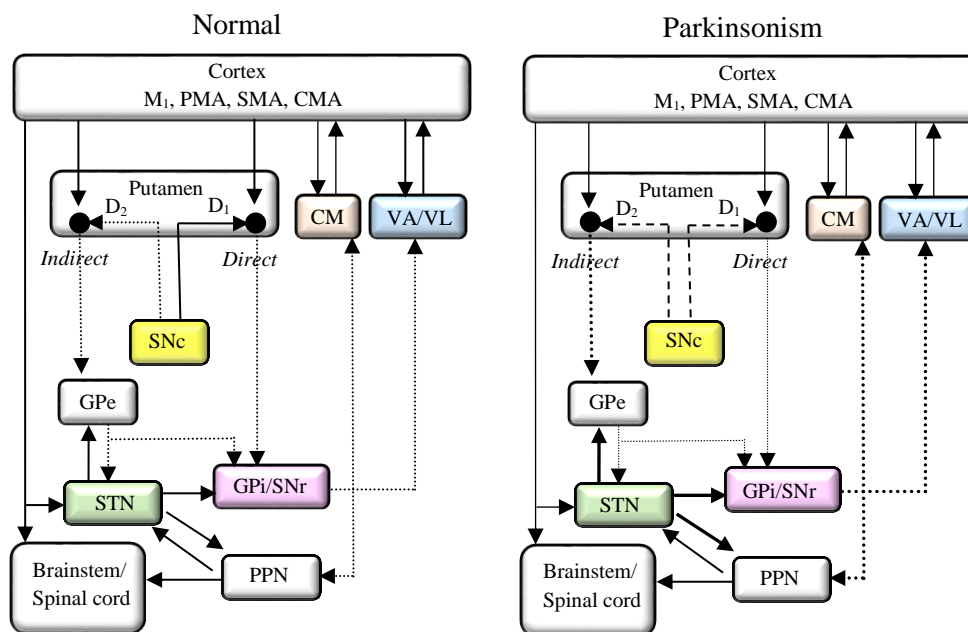 Normal
Cortex
M₁, PMA, SMA, CMA
Putamen
D₂
D₁
CM
VA/VL
Indirect
Direct
SNc
GPe
GPi/SNr
STN
Brainstem/
Spinal cord
PPN
Parkinsonism
Cortex
M₁, PMA, SMA, CMA
Putamen
D₂
D₁
CM
VA/VL
Indirect
Direct
SNc
GPe
GPi/SNr
STN
Brainstem/
Spinal cord
PPN